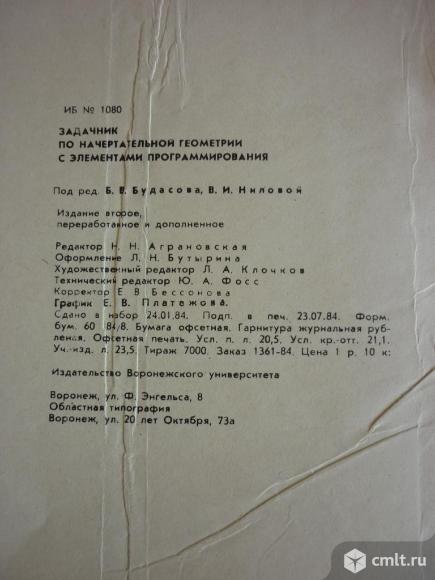 ИБ № 1080
ЗАДАЧНИК
ПО НАЧЕРТАТЕЛЬНОЙ ГЕОМЕТРИИ
С ЭЛЕМЕНТАМИ ПРОГРАММИРОВАНИЯ
Под ред. Б. В. Будасова, В. И. Ниловой
Издание второе,
переработанное и дополненное
Редактор Н. Н. Аграновская
Оформление Л. Н. Бутырина
Художественный редактор Л. А. Клочков
Технический редактор Ю. А. Фосс
Корректор Е. В. Бессонова
График Е. В. Платежова.
Сдано в набор 24.01.84. Подп. в печ. 23.07.84. Форм.
бум. 60 84/8. Бумага офсетная. Гарнитура журнальная руб-
леная. Офсетная печать. Усл. п. л. 20,5. Усл. кр.-отт. 21,1.
Уч.-изд. л. 23,5. Тираж 7000. Заказ 1361-84. Цена 1 р. 10 к.
Издательство Воронежского университета
Воронеж, ул. Ф. Энгельса, 8
Областная типография
Воронеж, ул. 20 лет Октября, 73а
cmlt.ru